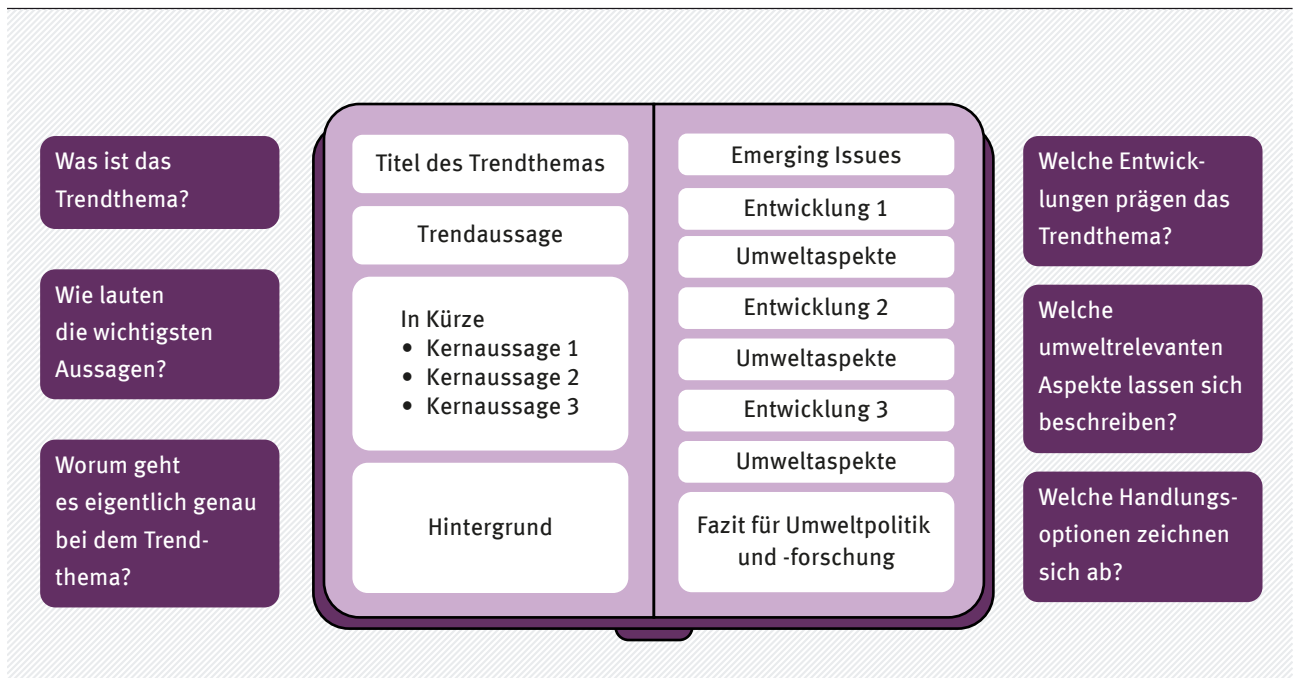 Was ist das
Trendthema?
Wie lauten
die wichtigsten
Aussagen?
Worum geht
es eigentlich genau
bei dem Trend-
thema?
Titel des Trendthemas
Trendaussage
In Kürze
• Kernaussage 1
• Kernaussage 2
• Kernaussage 3
Hintergrund
Emerging Issues
Entwicklung 1
Umweltaspekte
Entwicklung 2
Umweltaspekte
Entwicklung 3
Umweltaspekte
Fazit für Umweltpolitik
und -forschung
Welche Entwick-
lungen prägen das
Trendthema?
Welche
umweltrelevanten
Aspekte lassen sich
beschreiben?
Welche Handlungs-
optionen zeichnen
sich ab?